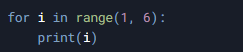 for i in range(1, 6):
    print(i)